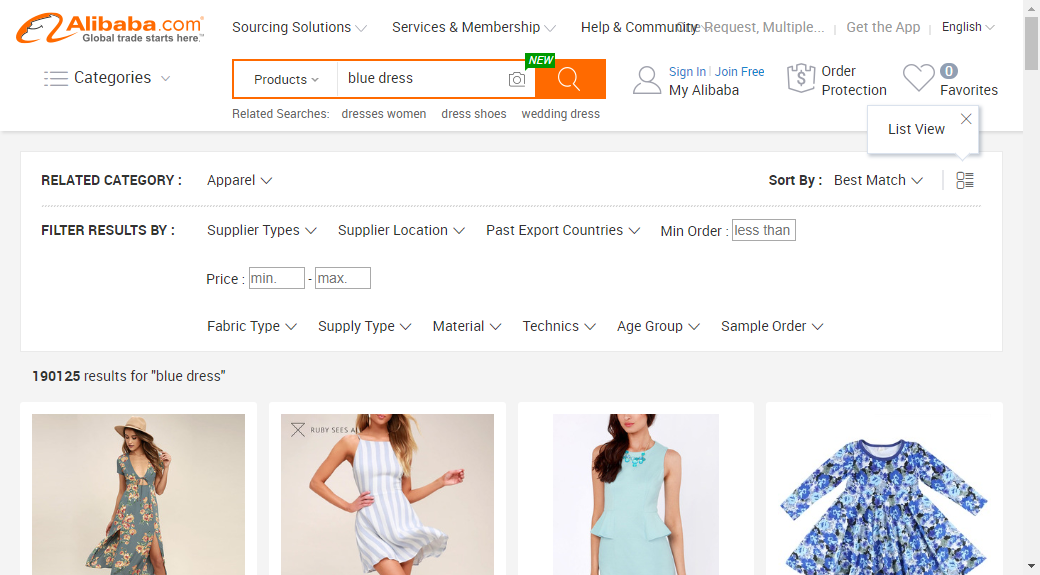 Alibaba.com
Global trade starts here.™
Sourcing Solutions
Services & Membership
Help & Community
One Request, Multiple...
Get the App
English
Categories
Products
blue dress
NEW
Sign In
Join Free
My Alibaba
Order
Protection
0
Favorites
Related Searches: dresses women dress shoes wedding dress
List View
RELATED CATEGORY : Apparel
Sort By : Best Match
FILTER RESULTS BY : Supplier Types Supplier Location Past Export Countries Min Order : less than
Price : min. - max.
Fabric Type Supply Type Material Technics Age Group Sample Order
190125 results for "blue dress"
RUBY SEES